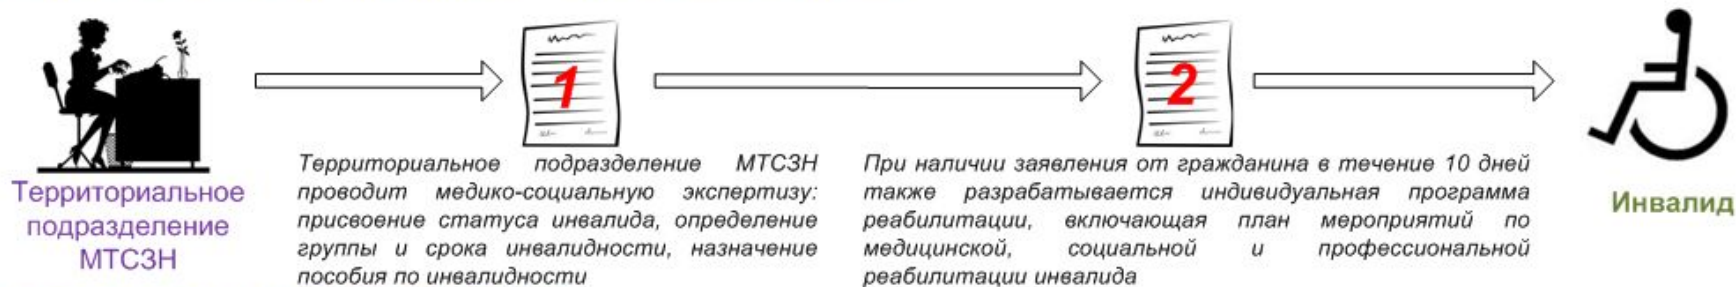 1
2
Территориальное
подразделение
МТСЗН
Территориальное подразделение МТСЗН
проводит медико-социальную экспертизу:
присвоение статуса инвалида, определение
группы и срока инвалидности, назначение
пособия по инвалидности
При наличии заявления от гражданина в течение 10 дней
также разрабатывается индивидуальная программа
реабилитации, включающая план мероприятий по
медицинской, социальной и профессиональной
реабилитации инвалида
Инвалид